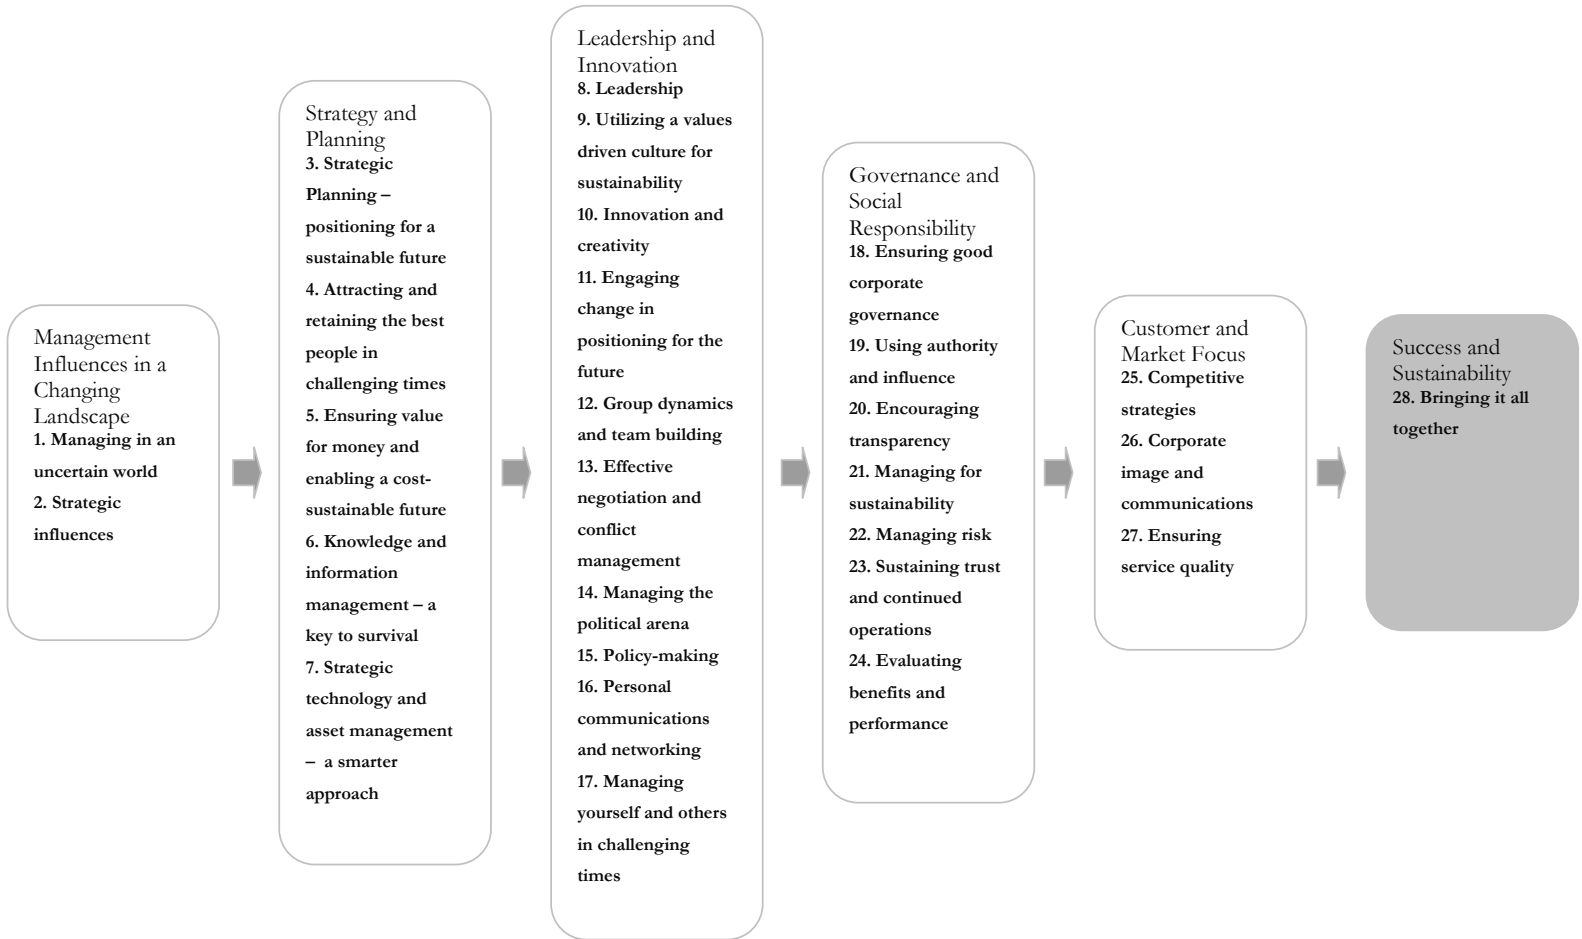 Management
Influences in a
Changing
Landscape
1. Managing in an
uncertain world
2. Strategic
influences
Strategy and
Planning
3. Strategic
Planning –
positioning for a
sustainable future
4. Attracting and
retaining the best
people in
challenging times
5. Ensuring value
for money and
enabling a cost-
sustainable future
6. Knowledge and
information
management – a
key to survival
7. Strategic
technology and
asset management
– a smarter
approach
Leadership and
Innovation
8. Leadership
9. Utilizing a values
driven culture for
sustainability
10. Innovation and
creativity
11. Engaging
change in
positioning for the
future
12. Group dynamics
and team building
13. Effective
negotiation and
conflict
management
14. Managing the
political arena
15. Policy-making
16. Personal
communications
and networking
17. Managing
yourself and others
in challenging
times
Governance and
Social
Responsibility
18. Ensuring good
corporate
governance
19. Using authority
and influence
20. Encouraging
transparency
21. Managing for
sustainability
22. Managing risk
23. Sustaining trust
and continued
operations
24. Evaluating
benefits and
performance
Customer and
Market Focus
25. Competitive
strategies
26. Corporate
image and
communications
27. Ensuring
service quality
Success and
Sustainability
28. Bringing it all
together